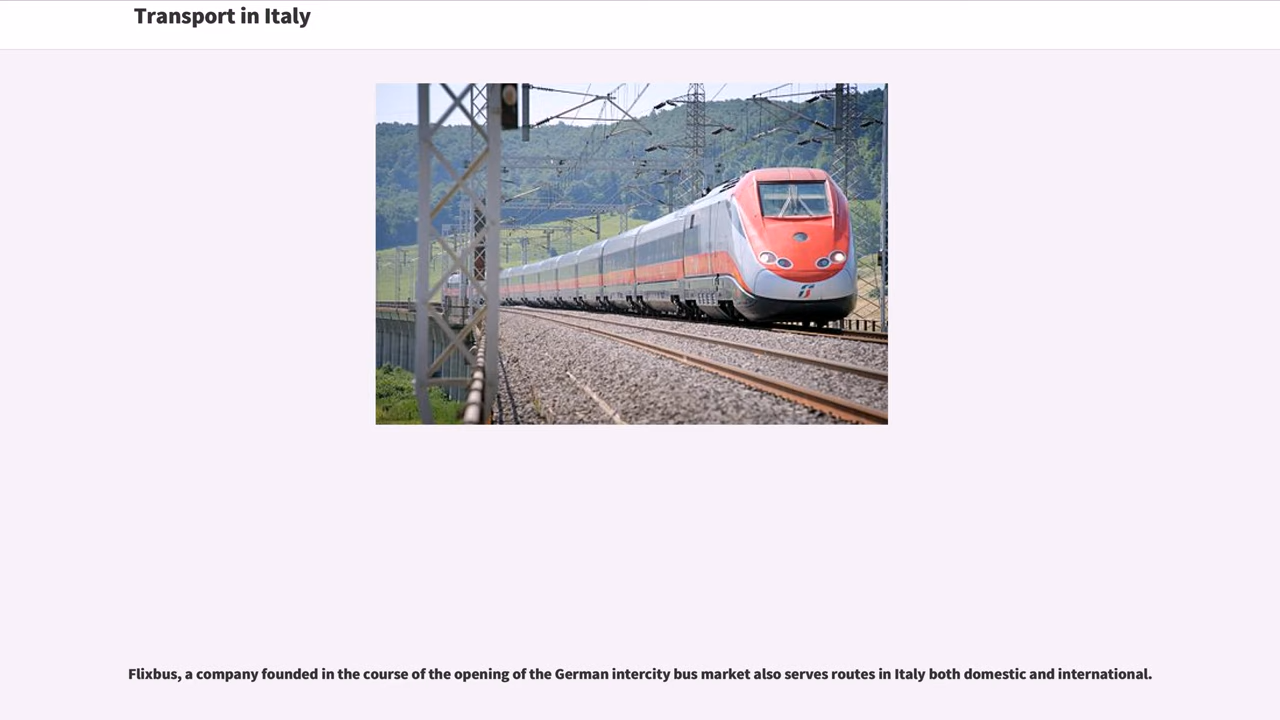 Transport in Italy
Flixbus, a company founded in the course of the opening of the German intercity bus market also serves routes in Italy both domestic and international.